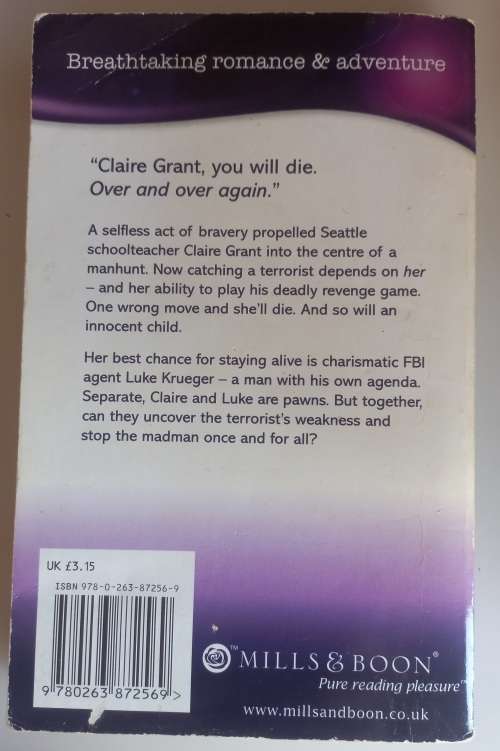 Breathtaking romance & adventure
“Claire Grant, you will die.
Over and over again.”
A selfless act of bravery propelled Seattle
schoolteacher Claire Grant into the centre of a
manhunt. Now catching a terrorist depends on her
– and her ability to play his deadly revenge game.
One wrong move and she’ll die. And so will an
innocent child.
Her best chance for staying alive is charismatic FBI
agent Luke Krueger – a man with his own agenda.
Separate, Claire and Luke are pawns. But together,
can they uncover the terrorist’s weakness and
stop the madman once and for all?
UK £3.15
ISBN 978-0-263-87256-9
9 780263 872569 >
™ MILLS & BOON®
Pure reading pleasure™
www.millsandboon.co.uk